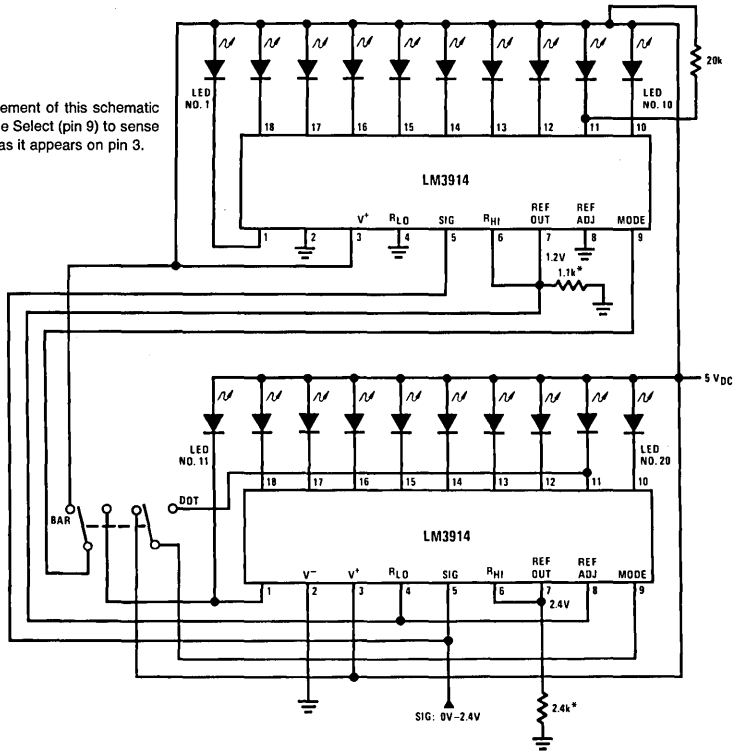 20k
LED
NO. 1
LED
NO. 10
ement of this schematic
e Select (pin 9) to sense
as it appears on pin 3.
18 17 16 15 14 13 12 11 10
LM3914
V+ RLO SIG RHI REF OUT REF ADJ MODE
1 2 3 4 5 6 7 8 9
1.2V
1.1k*
5 VDC
LED
NO. 11
LED
NO. 20
18 17 16 15 14 13 12 11 10
BAR
DOT
LM3914
V− V+ RLO SIG RHI REF OUT REF ADJ MODE
1 2 3 4 5 6 7 8 9
2.4V
2.4k*
SIG: 0V–2.4V